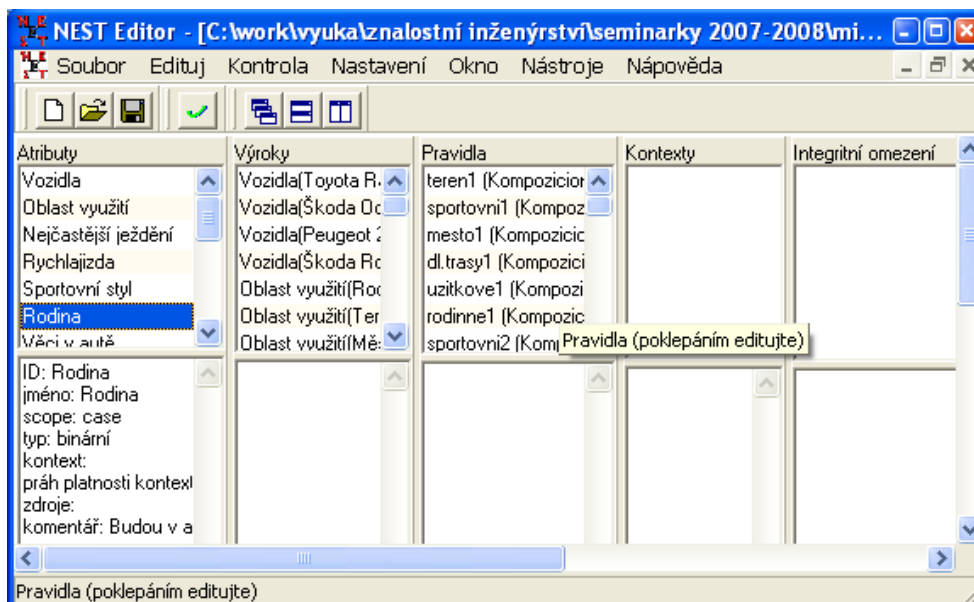 NEST Editor - [C:\work\vyuka\znalostní inženýrství\seminarky 2007-2008\mi...
Soubor Edituj Kontrola Nastavení Okno Nástroje Nápověda
Atributy Výroky Pravidla Kontexty Integritní omezení
Vozidla Vozidla(Toyota R teren1 (Kompozicior
Oblast využití Vozidla(Škoda Oc sportovni1 (Kompoz
Nejčastější ježdění Vozidla(Peugeot 2 mesto1 (Kompozicic
Rychlajizda Vozidla(Škoda Ro dl.trasy1 (Kompozici
Sportovní styl Oblast využití(Roc uzitkove1 (Kompozi
Rodina Oblast využití(Ter rodinne1 (Kompozic
Věci v autě Oblast využití(Mě sportovni2 (Kom
Pravidla (poklepáním editujte)
ID: Rodina
jméno: Rodina
scope: case
typ: binární
kontext:
práh platnosti kontext
zdroje:
komentář: Budou v a
Pravidla (poklepáním editujte)